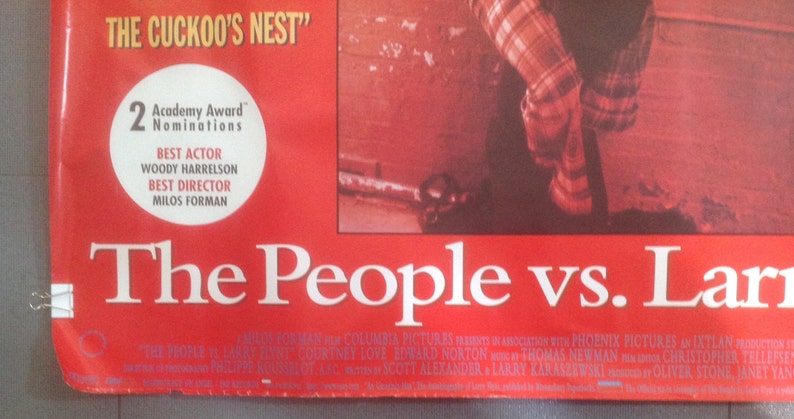 THE CUCKOO'S NEST"
2 Academy Award™
Nominations
BEST ACTOR
WOODY HARRELSON
BEST DIRECTOR
MILOS FORMAN
The People vs. Larr
MILOS FORMAN FILM COLUMBIA PICTURES PRESENTS IN ASSOCIATION WITH PHOENIX PICTURES AN IXTLAN PRODUCTION
"THE PEOPLE VS. LARRY FLYNT" COURTNEY LOVE EDWARD NORTON MUSIC BY THOMAS NEWMAN FILM EDITOR CHRISTOPHER TELLEFSEN
DIRECTOR OF PHOTOGRAPHY PHILIPPE ROUSSELOT, A.F.C. WRITTEN BY SCOTT ALEXANDER & LARRY KARASZEWSKI PRODUCED BY OLIVER STONE, JANET YANG